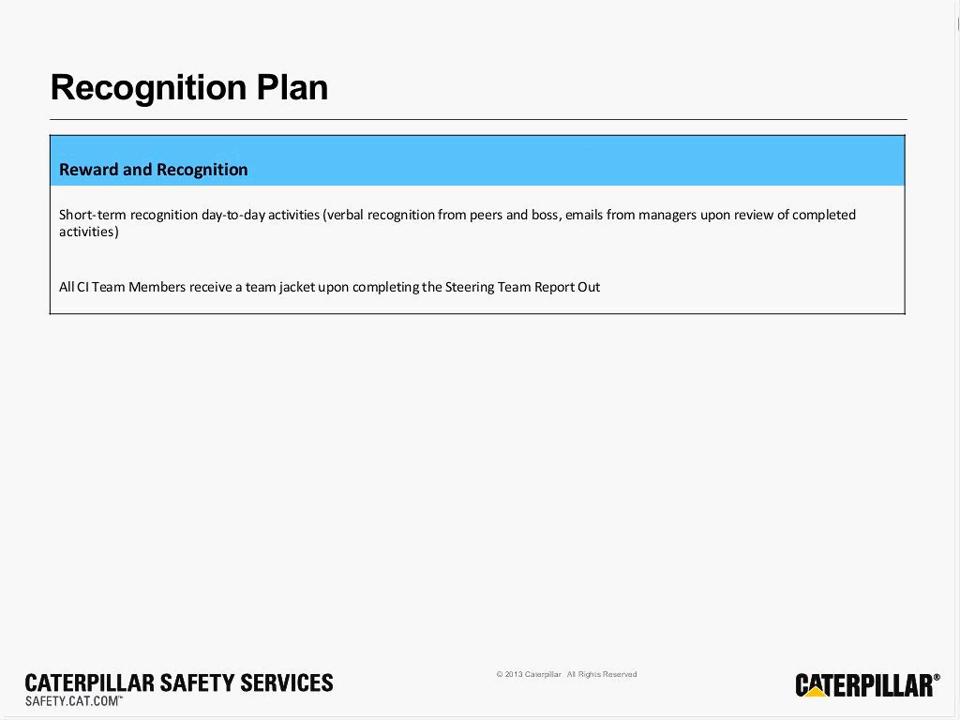 Recognition Plan
Reward and Recognition
Short-term recognition day-to-day activities (verbal recognition from peers and boss, emails from managers upon review of completed
activities)
All CI Team Members receive a team jacket upon completing the Steering Team Report Out
© 2013 Caterpillar All Rights Reserved
CATERPILLAR SAFETY SERVICES
SAFETY.CAT.COM™
CATERPILLAR®